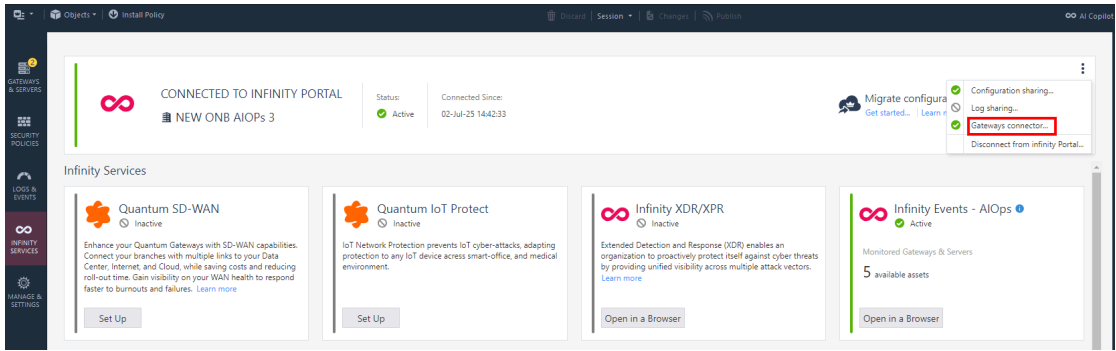 Objects
Install Policy
Discard
Session
Changes
Publish
AI Copilot
2
GATEWAYS
& SERVERS
SECURITY
POLICIES
LOGS &
EVENTS
INFINITY
SERVICES
MANAGE &
SETTINGS
CONNECTED TO INFINITY PORTAL
NEW ONB AIOPs 3
Status:
Active
Connected Since:
02-Jul-25 14:42:33
Migrate configura
Get started... Learn
Configuration sharing...
Log sharing...
Gateways connector...
Disconnect from infinity Portal...
Infinity Services
Quantum SD-WAN
Inactive
Enhance your Quantum Gateways with SD-WAN capabilities.
Connect your branches with multiple links to your Data
Center, Internet, and Cloud, while saving costs and reducing
roll-out time. Gain visibility on your WAN health to respond
faster to burnouts and failures. Learn more
Set Up
Quantum IoT Protect
Inactive
IoT Network Protection prevents IoT cyber-attacks, adapting
protection to any IoT device across smart-office, and medical
environment.
Set Up
Infinity XDR/XPR
Inactive
Extended Detection and Response (XDR) enables an
organization to proactively protect itself against cyber threats
by providing unified visibility across multiple attack vectors.
Learn more
Open in a Browser
Infinity Events - AIOps
Active
Monitored Gateways & Servers
5 available assets
Open in a Browser